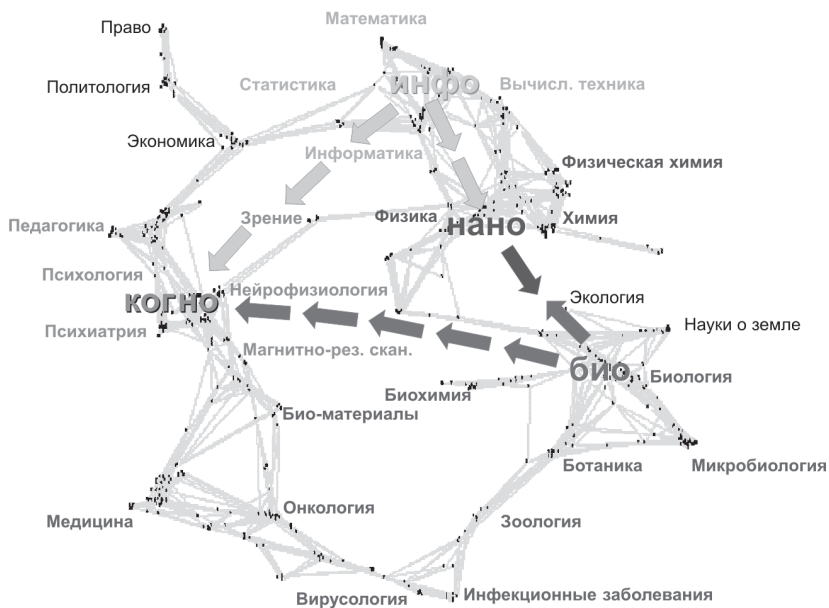 Математика
Право
Политология
Статистика
инфо
Вычисл. техника
Экономика
Информатика
Физическая химия
Педагогика
Зрение
Физика
нано
Химия
Психология
когно
Нейрофизиология
Экология
Психиатрия
Науки о земле
Магнитно-рез. скан.
био
Биология
Биохимия
Био-материалы
Ботаника
Микробиология
Медицина
Онкология
Зоология
Вирусология
Инфекционные заболевания